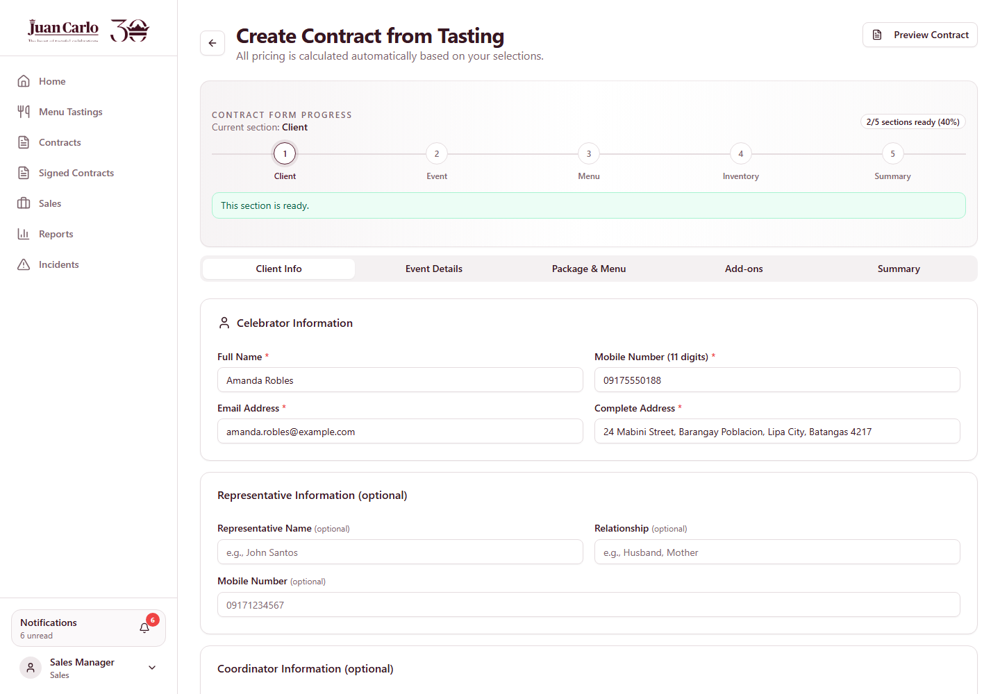 Juan Carlo 30
Home
Menu Tastings
Contracts
Signed Contracts
Sales
Reports
Incidents
Notifications
6 unread
6
Sales Manager
Sales
Create Contract from Tasting
All pricing is calculated automatically based on your selections.
Preview Contract
CONTRACT FORM PROGRESS
Current section: Client
2/5 sections ready (40%)
1
2
3
4
5
Client
Event
Menu
Inventory
Summary
This section is ready.
Client Info
Event Details
Package & Menu
Add-ons
Summary
Celebrator Information
Full Name *
Mobile Number (11 digits) *
Amanda Robles
09175550188
Email Address *
Complete Address *
amanda.robles@example.com
24 Mabini Street, Barangay Poblacion, Lipa City, Batangas 4217
Representative Information (optional)
Representative Name (optional)
Relationship (optional)
e.g., John Santos
e.g., Husband, Mother
Mobile Number (optional)
09171234567
Coordinator Information (optional)